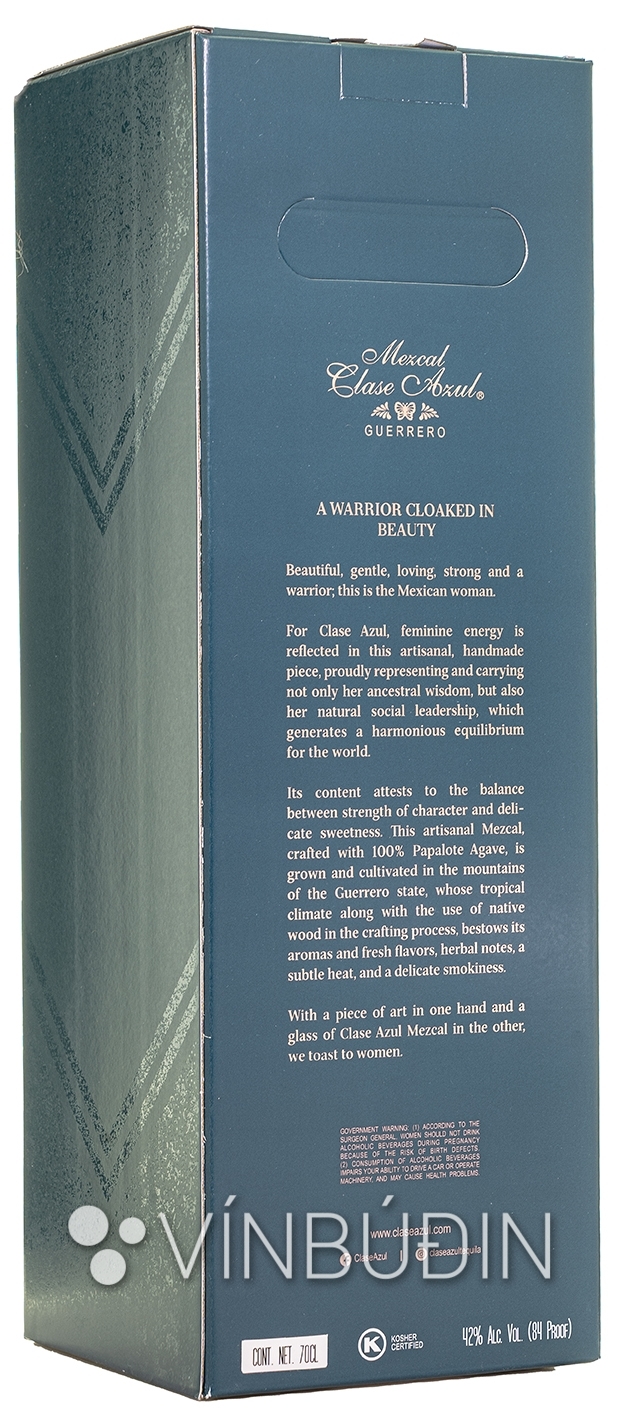 Mezcal
Clase Azul®
GUERRERO
A WARRIOR CLOAKED IN
BEAUTY
Beautiful, gentle, loving, strong and a
warrior; this is the Mexican woman.
For Clase Azul, feminine energy is
reflected in this artisanal, handmade
piece, proudly representing and carrying
not only her ancestral wisdom, but also
her natural social leadership, which
generates a harmonious equilibrium
for the world.
Its content attests to the balance
between strength of character and deli-
cate sweetness. This artisanal Mezcal,
crafted with 100% Papalote Agave, is
grown and cultivated in the mountains
of the Guerrero state, whose tropical
climate along with the use of native
wood in the crafting process, bestows its
aromas and fresh flavors, herbal notes, a
subtle heat, and a delicate smokiness.
With a piece of art in one hand and a
glass of Clase Azul Mezcal in the other,
we toast to women.
GOVERNMENT WARNING: (1) ACCORDING TO THE
SURGEON GENERAL, WOMEN SHOULD NOT DRINK
ALCOHOLIC BEVERAGES DURING PREGNANCY
BECAUSE OF THE RISK OF BIRTH DEFECTS.
(2) CONSUMPTION OF ALCOHOLIC BEVERAGES
IMPAIRS YOUR ABILITY TO DRIVE A CAR OR OPERATE
MACHINERY, AND MAY CAUSE HEALTH PROBLEMS.
www.claseazul.com
VÍNBÚÐIN
ClaseAzul | claseazultequila
CONT. NET. 70CL
K KOSHER
CERTIFIED
42% ALC. VOL. (84 PROOF)